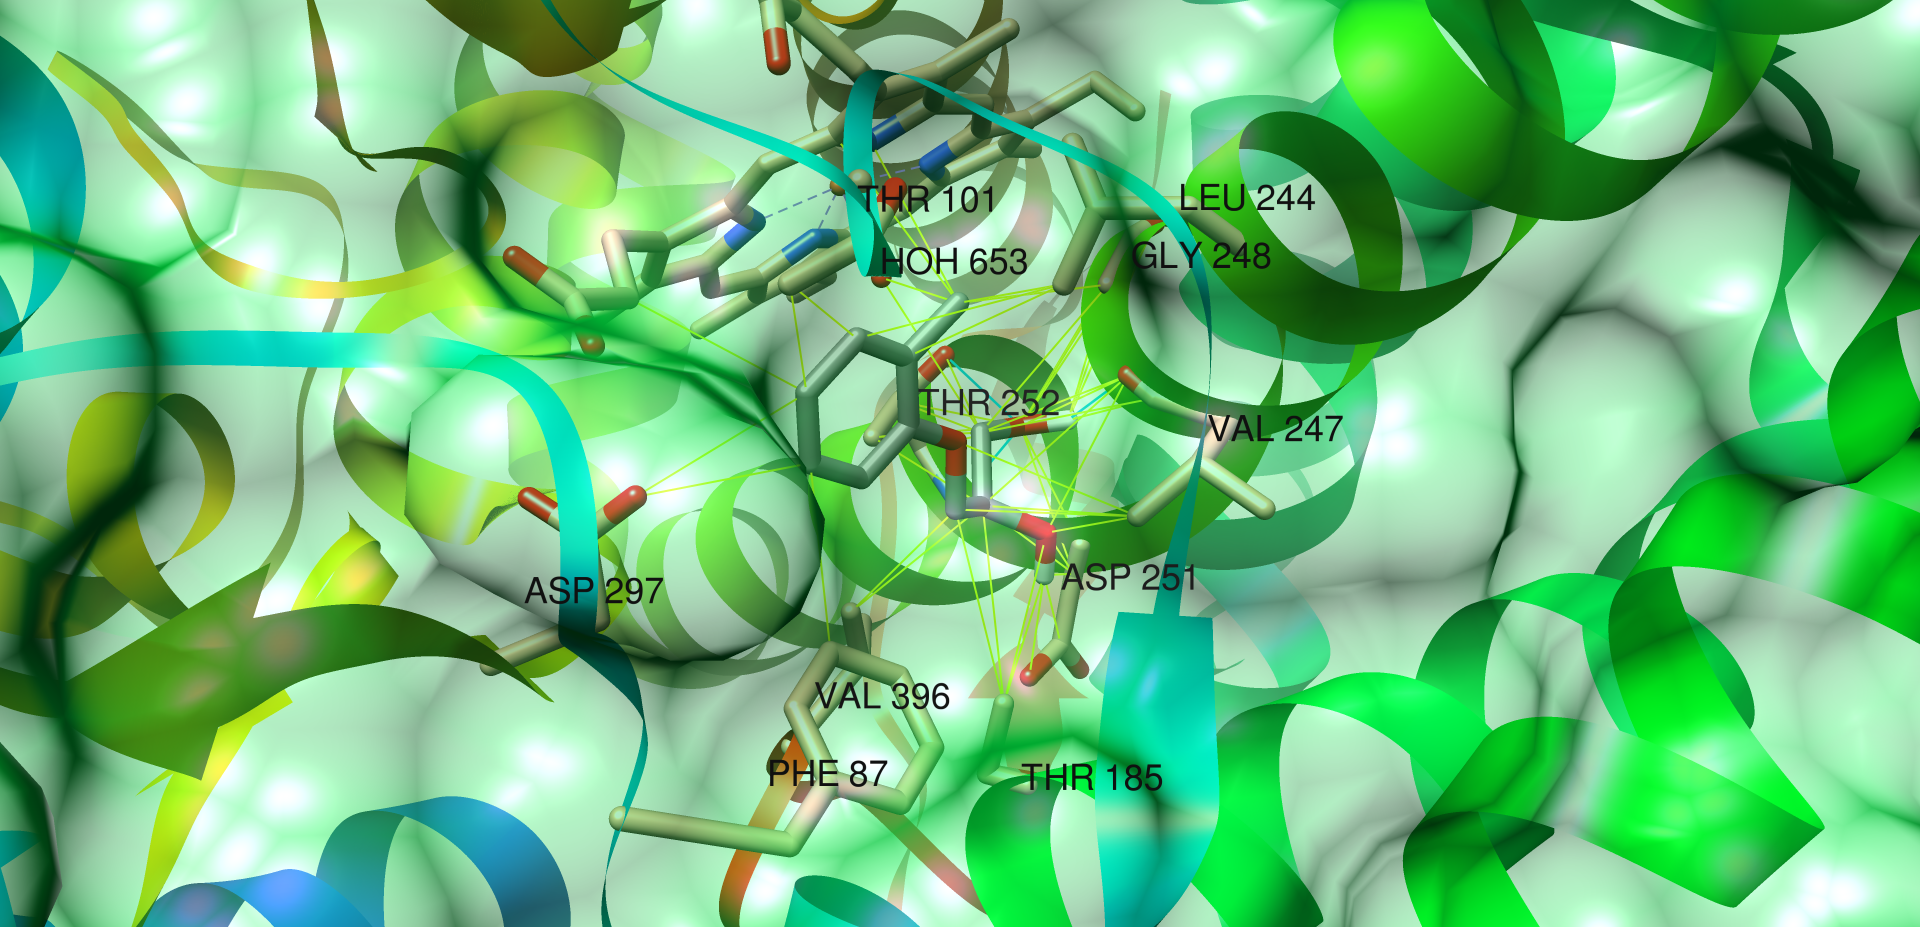 THR 101
LEU 244
HOH 653
GLY 248
THR 252
VAL 247
ASP 297
ASP 251
VAL 396
PHE 87
THR 185